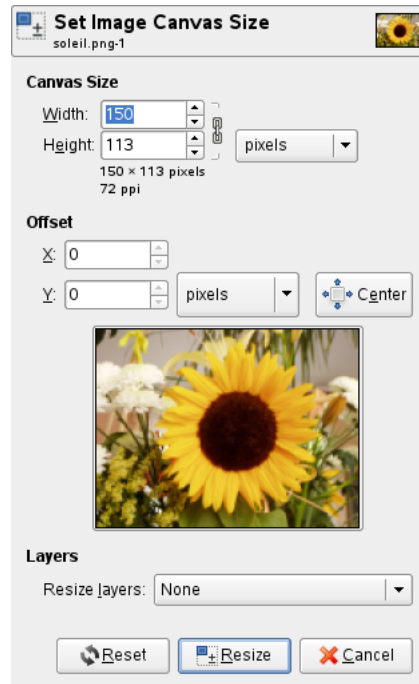 Set Image Canvas Size
soleil.png-1
Canvas Size
Width: 150
Height: 113 pixels
150 × 113 pixels
72 ppi
Offset
X: 0
Y: 0 pixels Center
Layers
Resize layers: None
Reset Resize Cancel